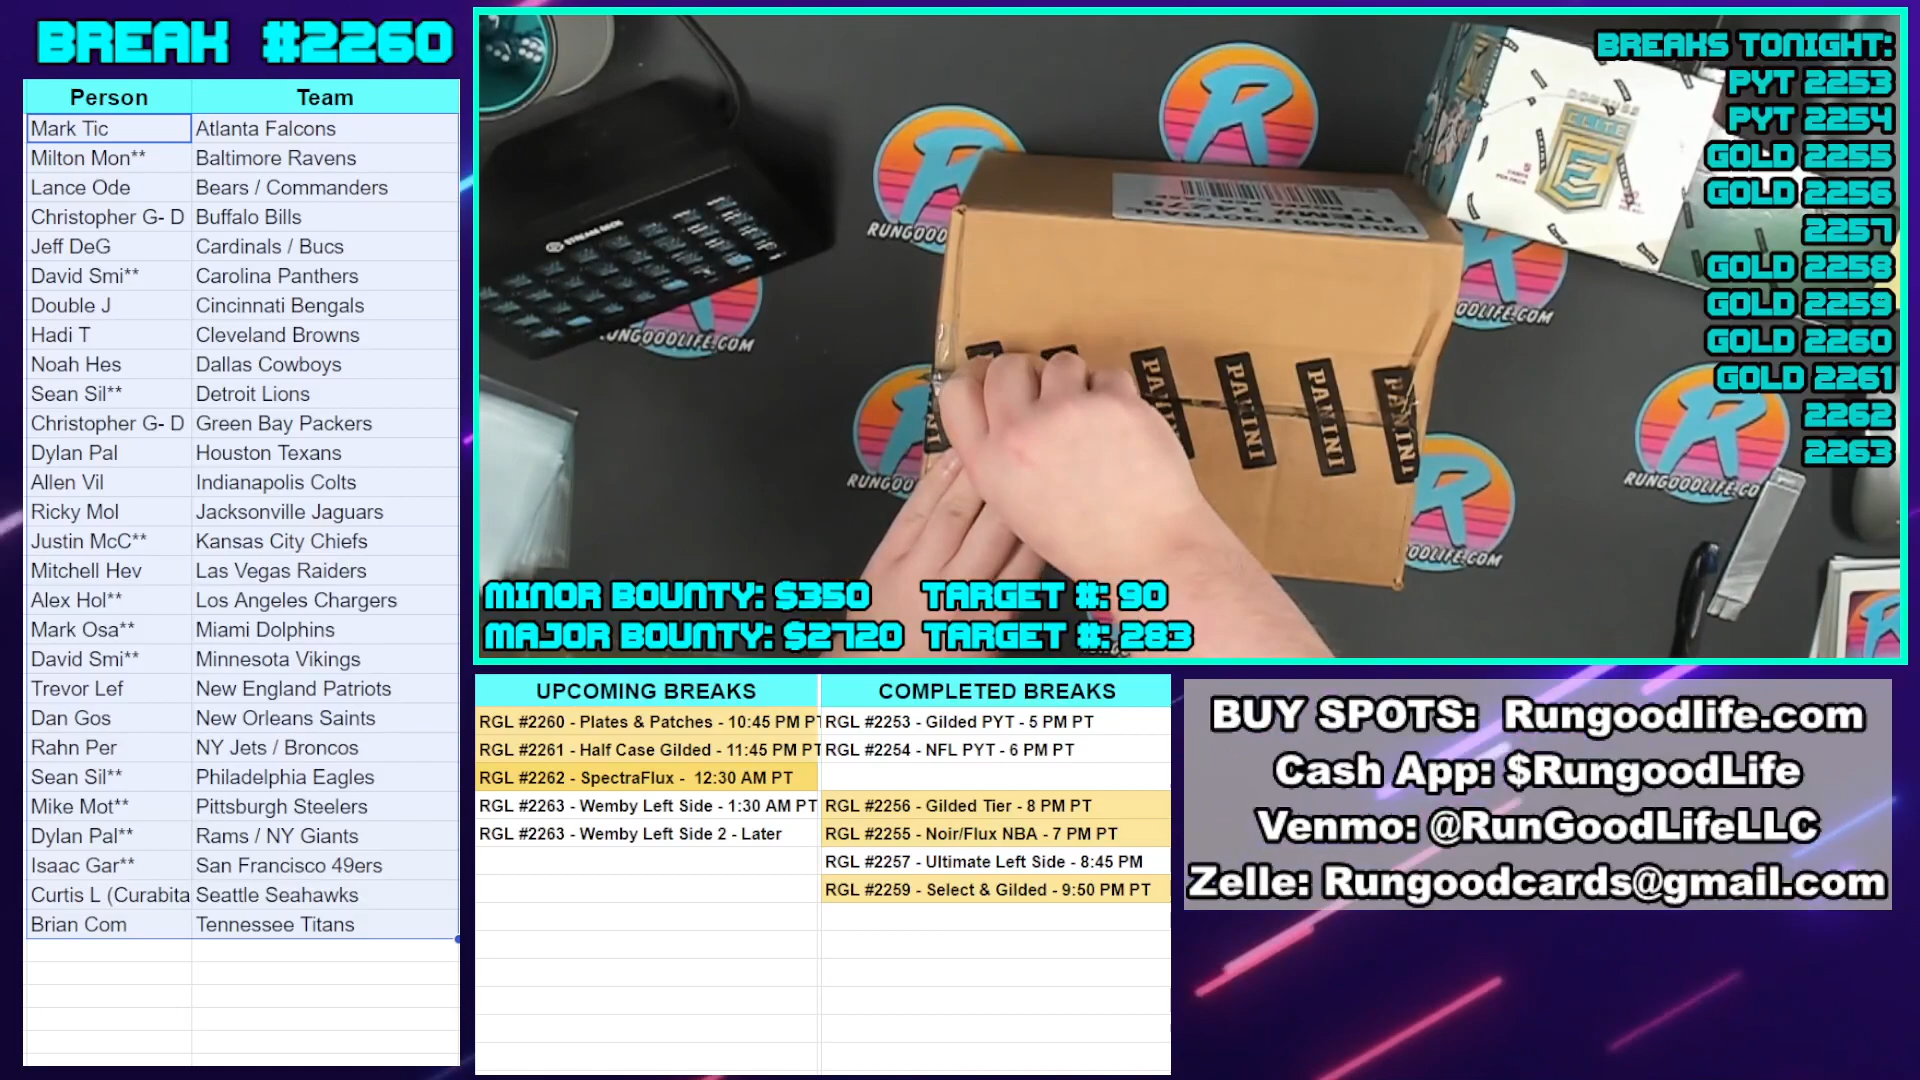 BREAK #2260
Person Team
Mark Tic Atlanta Falcons
Milton Mon** Baltimore Ravens
Lance Ode Bears / Commanders
Christopher G- D Buffalo Bills
Jeff DeG Cardinals / Bucs
David Smi** Carolina Panthers
Double J Cincinnati Bengals
Hadi T Cleveland Browns
Noah Hes Dallas Cowboys
Sean Sil** Detroit Lions
Christopher G- D Green Bay Packers
Dylan Pal Houston Texans
Allen Vil Indianapolis Colts
Ricky Mol Jacksonville Jaguars
Justin McC** Kansas City Chiefs
Mitchell Hev Las Vegas Raiders
Alex Hol** Los Angeles Chargers
Mark Osa** Miami Dolphins
David Smi** Minnesota Vikings
Trevor Lef New England Patriots
Dan Gos New Orleans Saints
Rahn Per NY Jets / Broncos
Sean Sil** Philadelphia Eagles
Mike Mot** Pittsburgh Steelers
Dylan Pal** Rams / NY Giants
Isaac Gar** San Francisco 49ers
Curtis L (Curabita Seattle Seahawks
Brian Com Tennessee Titans
BREAKS TONIGHT:
PYT 2253
PYT 2254
GOLD 2255
GOLD 2256
2257
GOLD 2258
GOLD 2259
GOLD 2260
GOLD 2261
2262
2263
STREAM DECK
DONRUSS
ELITE
E
R
RUNGOOD
RUNGOODLIFE.COM
OODLIFE.COM
RUNGOODLIFE.CO
PANINI
PANINI
PANINI
PANINI
MINOR BOUNTY: $350 TARGET #: 90
MAJOR BOUNTY: $2720 TARGET #: 283
UPCOMING BREAKS
RGL #2260 - Plates & Patches - 10:45 PM PT
RGL #2261 - Half Case Gilded - 11:45 PM PT
RGL #2262 - SpectraFlux - 12:30 AM PT
RGL #2263 - Wemby Left Side - 1:30 AM PT
RGL #2263 - Wemby Left Side 2 - Later
COMPLETED BREAKS
RGL #2253 - Gilded PYT - 5 PM PT
RGL #2254 - NFL PYT - 6 PM PT
RGL #2256 - Gilded Tier - 8 PM PT
RGL #2255 - Noir/Flux NBA - 7 PM PT
RGL #2257 - Ultimate Left Side - 8:45 PM
RGL #2259 - Select & Gilded - 9:50 PM PT
BUY SPOTS: Rungoodlife.com
Cash App: $RungoodLife
Venmo: @RunGoodLifeLLC
Zelle: Rungoodcards@gmail.com